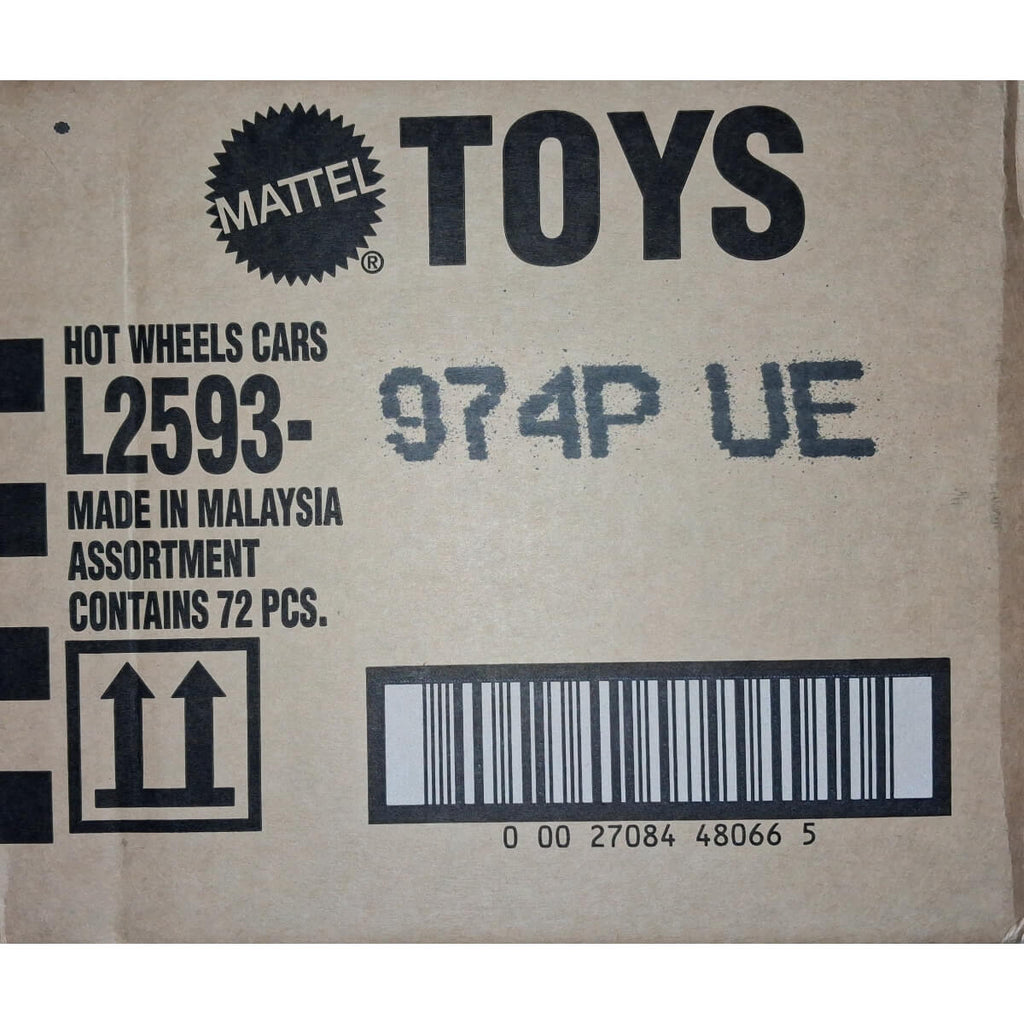 MATTEL® TOYS
HOT WHEELS CARS
L2593- 974P UE
MADE IN MALAYSIA
ASSORTMENT
CONTAINS 72 PCS.
0 00 27084 48066 5